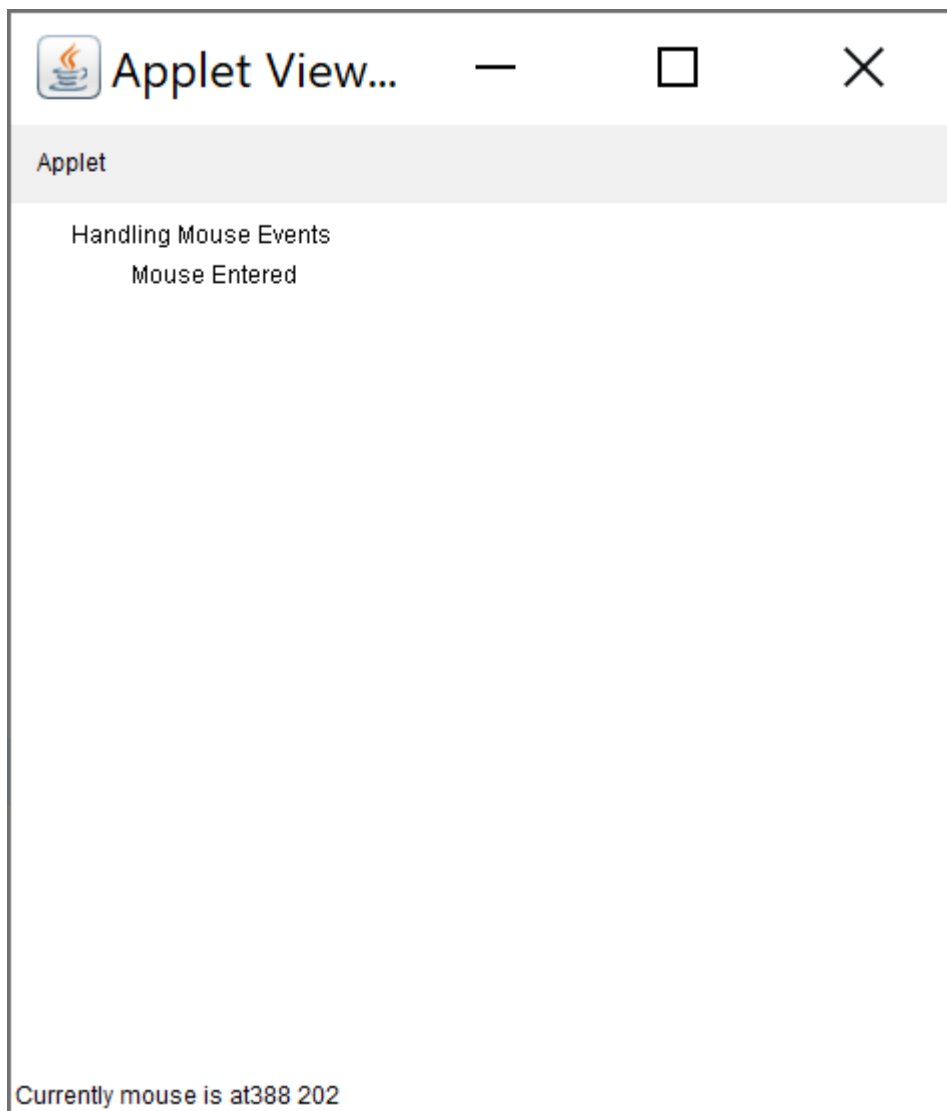 Applet View...
Applet
Handling Mouse Events
Mouse Entered
Currently mouse is at388 202